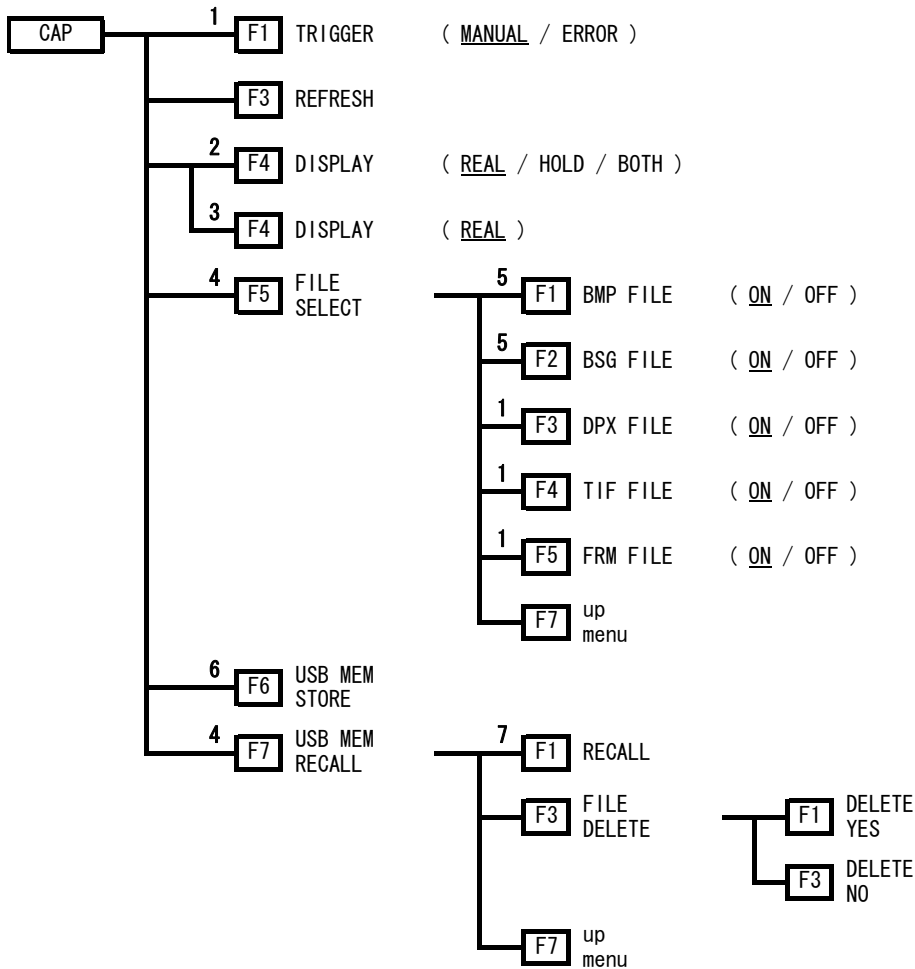 CAP
1 F1 TRIGGER ( MANUAL / ERROR )
F3 REFRESH
2 F4 DISPLAY ( REAL / HOLD / BOTH )
3 F4 DISPLAY ( REAL )
4 F5 FILE
SELECT
5 F1 BMP FILE ( ON / OFF )
5 F2 BSG FILE ( ON / OFF )
1 F3 DPX FILE ( ON / OFF )
1 F4 TIF FILE ( ON / OFF )
1 F5 FRM FILE ( ON / OFF )
F7 up
menu
6 F6 USB MEM
STORE
4 F7 USB MEM
RECALL
7 F1 RECALL
F3 FILE
DELETE
F1 DELETE
YES
F3 DELETE
NO
F7 up
menu